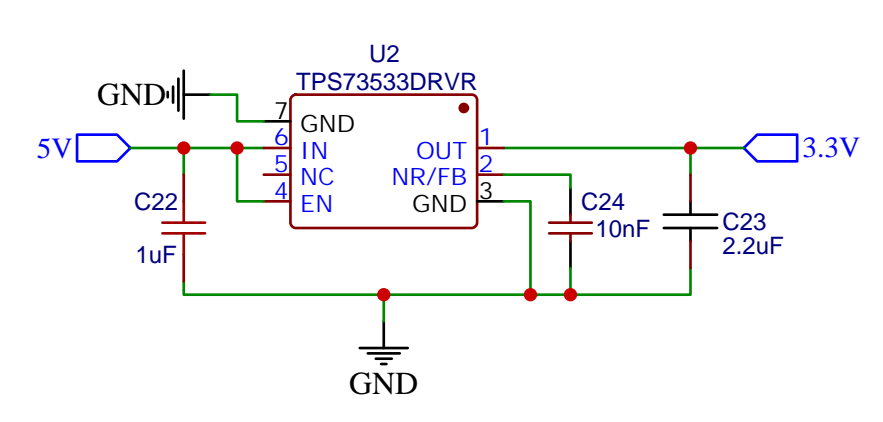 U2
TPS73533DRVR
GND
7
GND
5V
6
IN
OUT
1
3.3V
5
NC
NR/FB
2
4
EN
GND
3
C22
1uF
C24
10nF
C23
2.2uF
GND